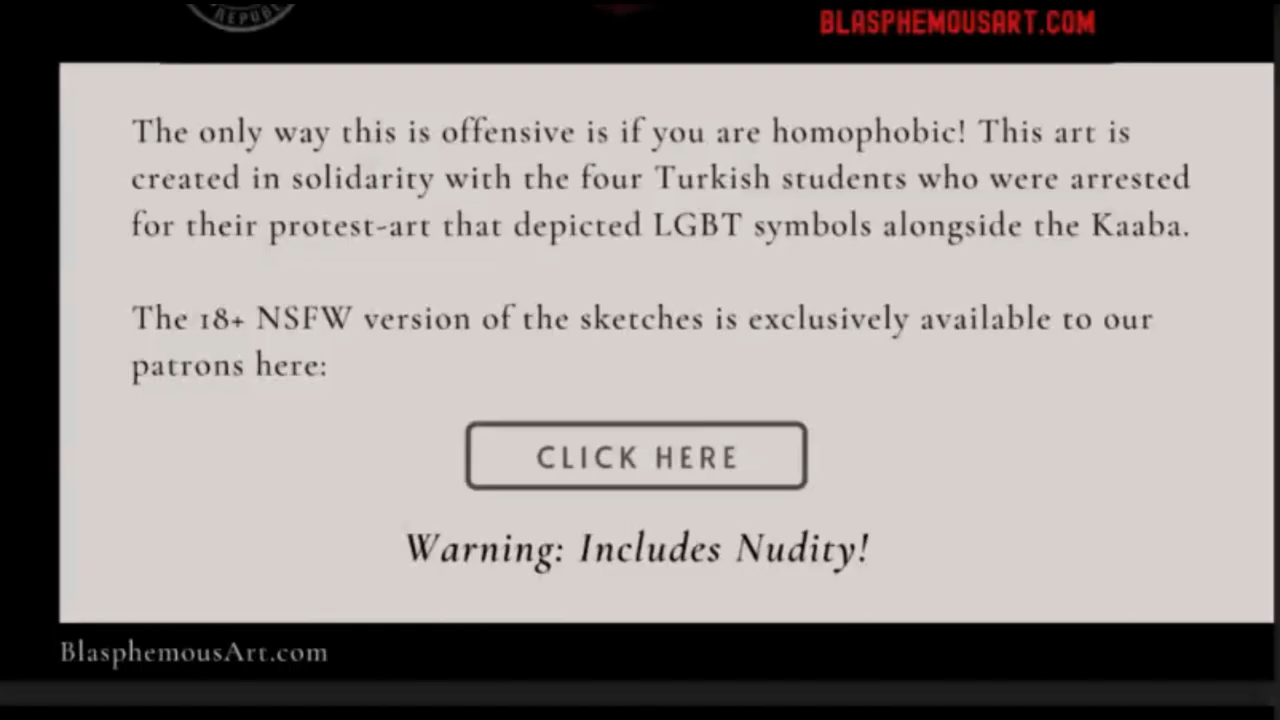 REPUBL
BLASPHEMOUSART.COM
The only way this is offensive is if you are homophobic! This art is
created in solidarity with the four Turkish students who were arrested
for their protest-art that depicted LGBT symbols alongside the Kaaba.
The 18+ NSFW version of the sketches is exclusively available to our
patrons here:
CLICK HERE
Warning: Includes Nudity!
BlasphemousArt.com